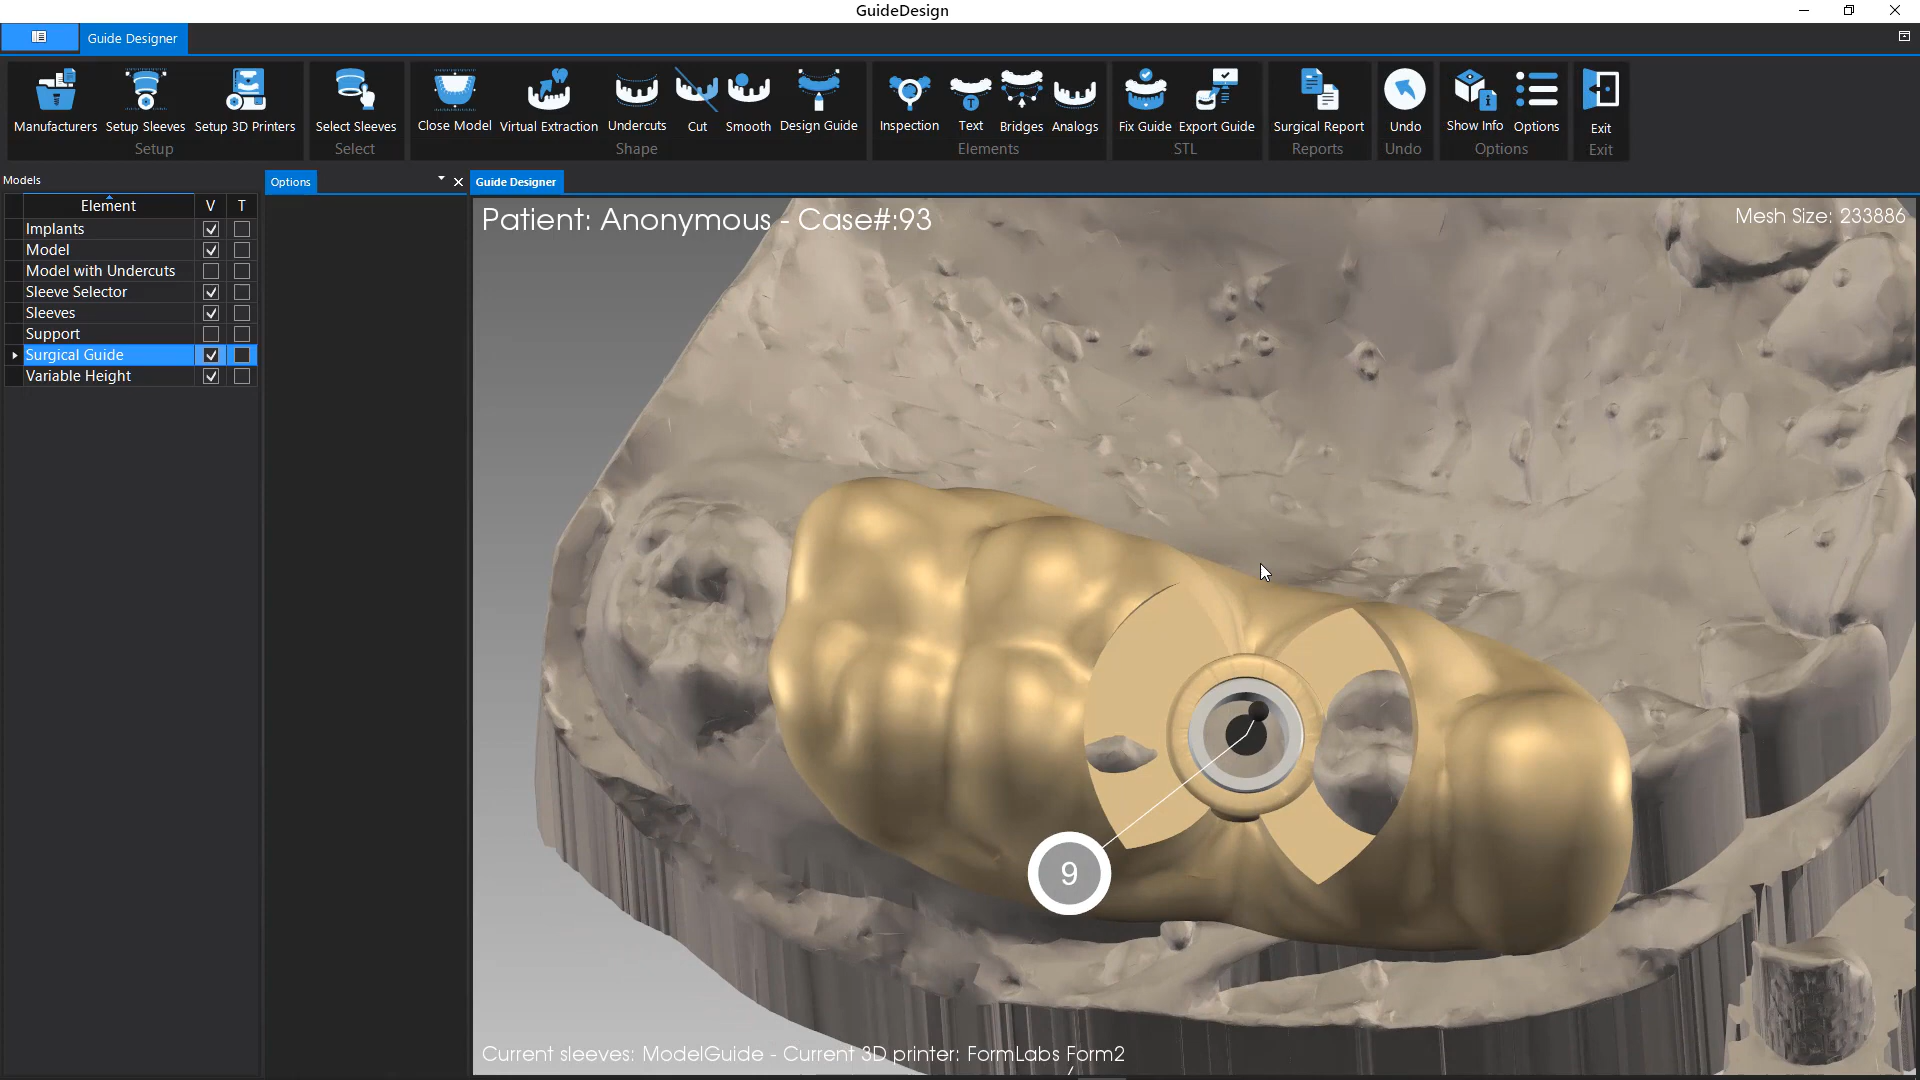 GuideDesign
Guide Designer
Manufacturers Setup Sleeves Setup 3D Printers Select Sleeves Close Model Virtual Extraction Undercuts Cut Smooth Design Guide Inspection Text Bridges Analogs Fix Guide Export Guide Surgical Report Undo Show Info Options Exit
Setup Select Shape Elements STL Reports Undo Options Exit
Models
Options
Guide Designer
Element V T
Implants
Model
Model with Undercuts
Sleeve Selector
Sleeves
Support
Surgical Guide
Variable Height
Patient: Anonymous - Case#:93
Mesh Size: 233886
9
Current sleeves: ModelGuide - Current 3D printer: FormLabs Form2